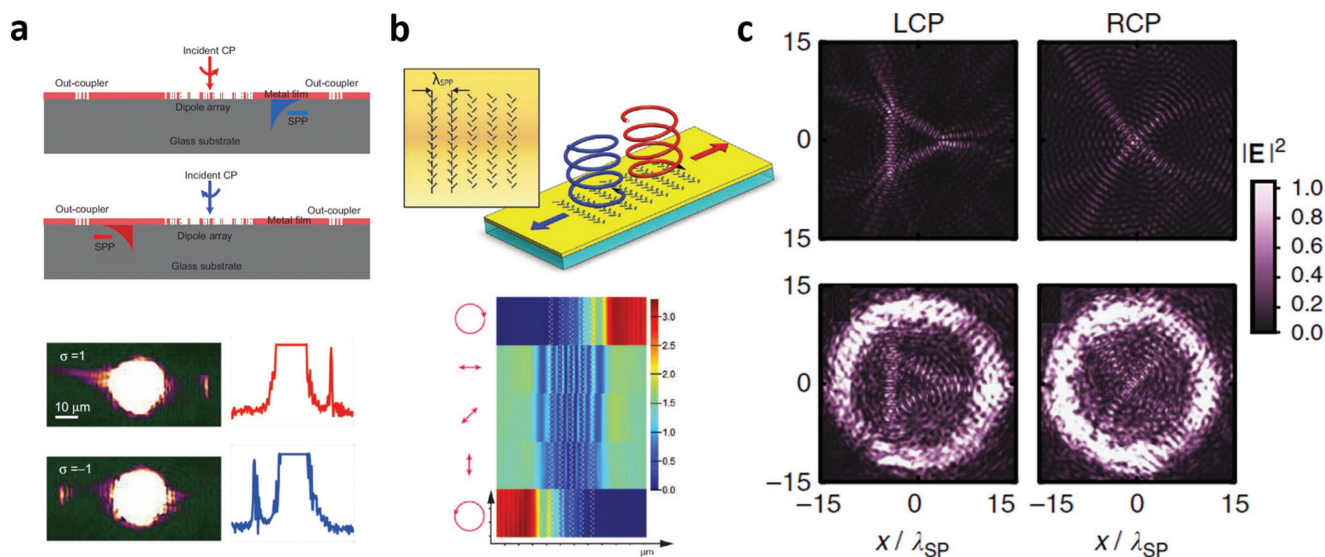 a
Incident CP
Out-coupler
Metal film
Out-coupler
Dipole array
SPP
Glass substrate
Incident CP
Out-coupler
Metal film
Out-coupler
SPP
Dipole array
Glass substrate
σ=1
10 μm
σ=−1
b
λSPP
3.0
2.5
2.0
1.5
1.0
0.5
0.0
μm
c
LCP
RCP
15
0
15
15
0
−15
−15
0
15
−15
0
15
x / λSP
x / λSP
|E|2
1.0
0.8
0.6
0.4
0.2
0.0